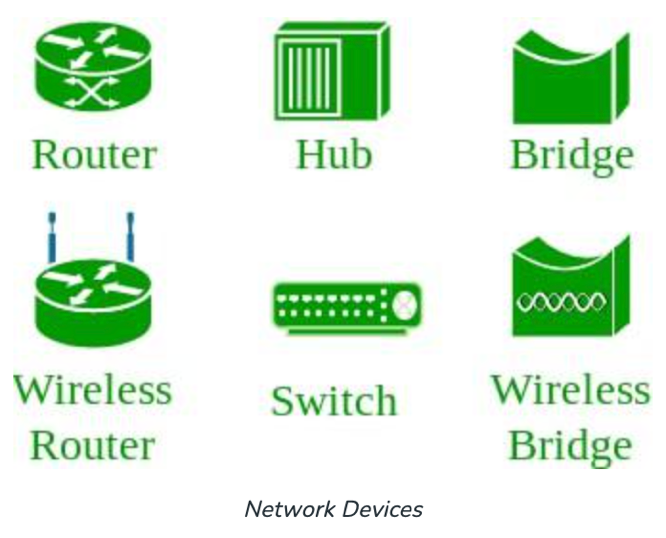 Router
Hub
Bridge
Wireless
Router
Switch
Wireless
Bridge
Network Devices